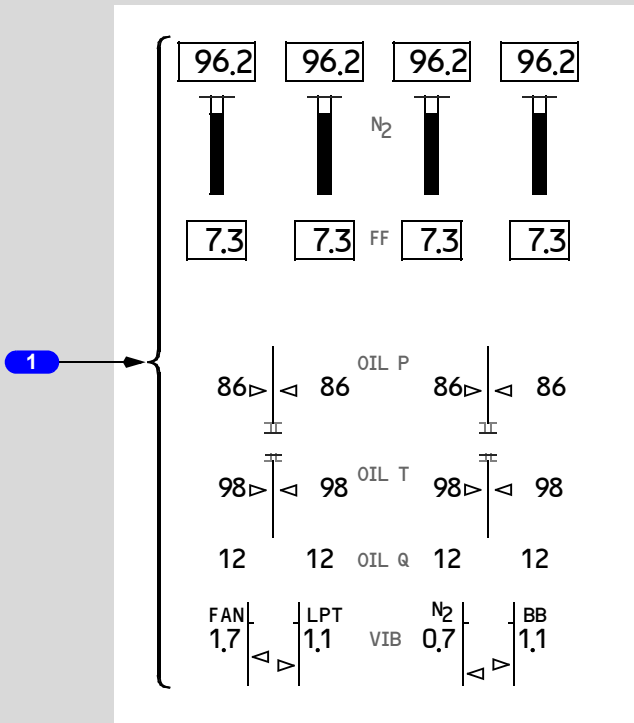 96.2 96.2 96.2 96.2
N2
7.3 7.3 FF 7.3 7.3
1
OIL P
86 86 86 86
OIL T
98 98 98 98
12 12 OIL Q 12 12
FAN LPT N2 BB
1.7 1.1 VIB 0.7 1.1